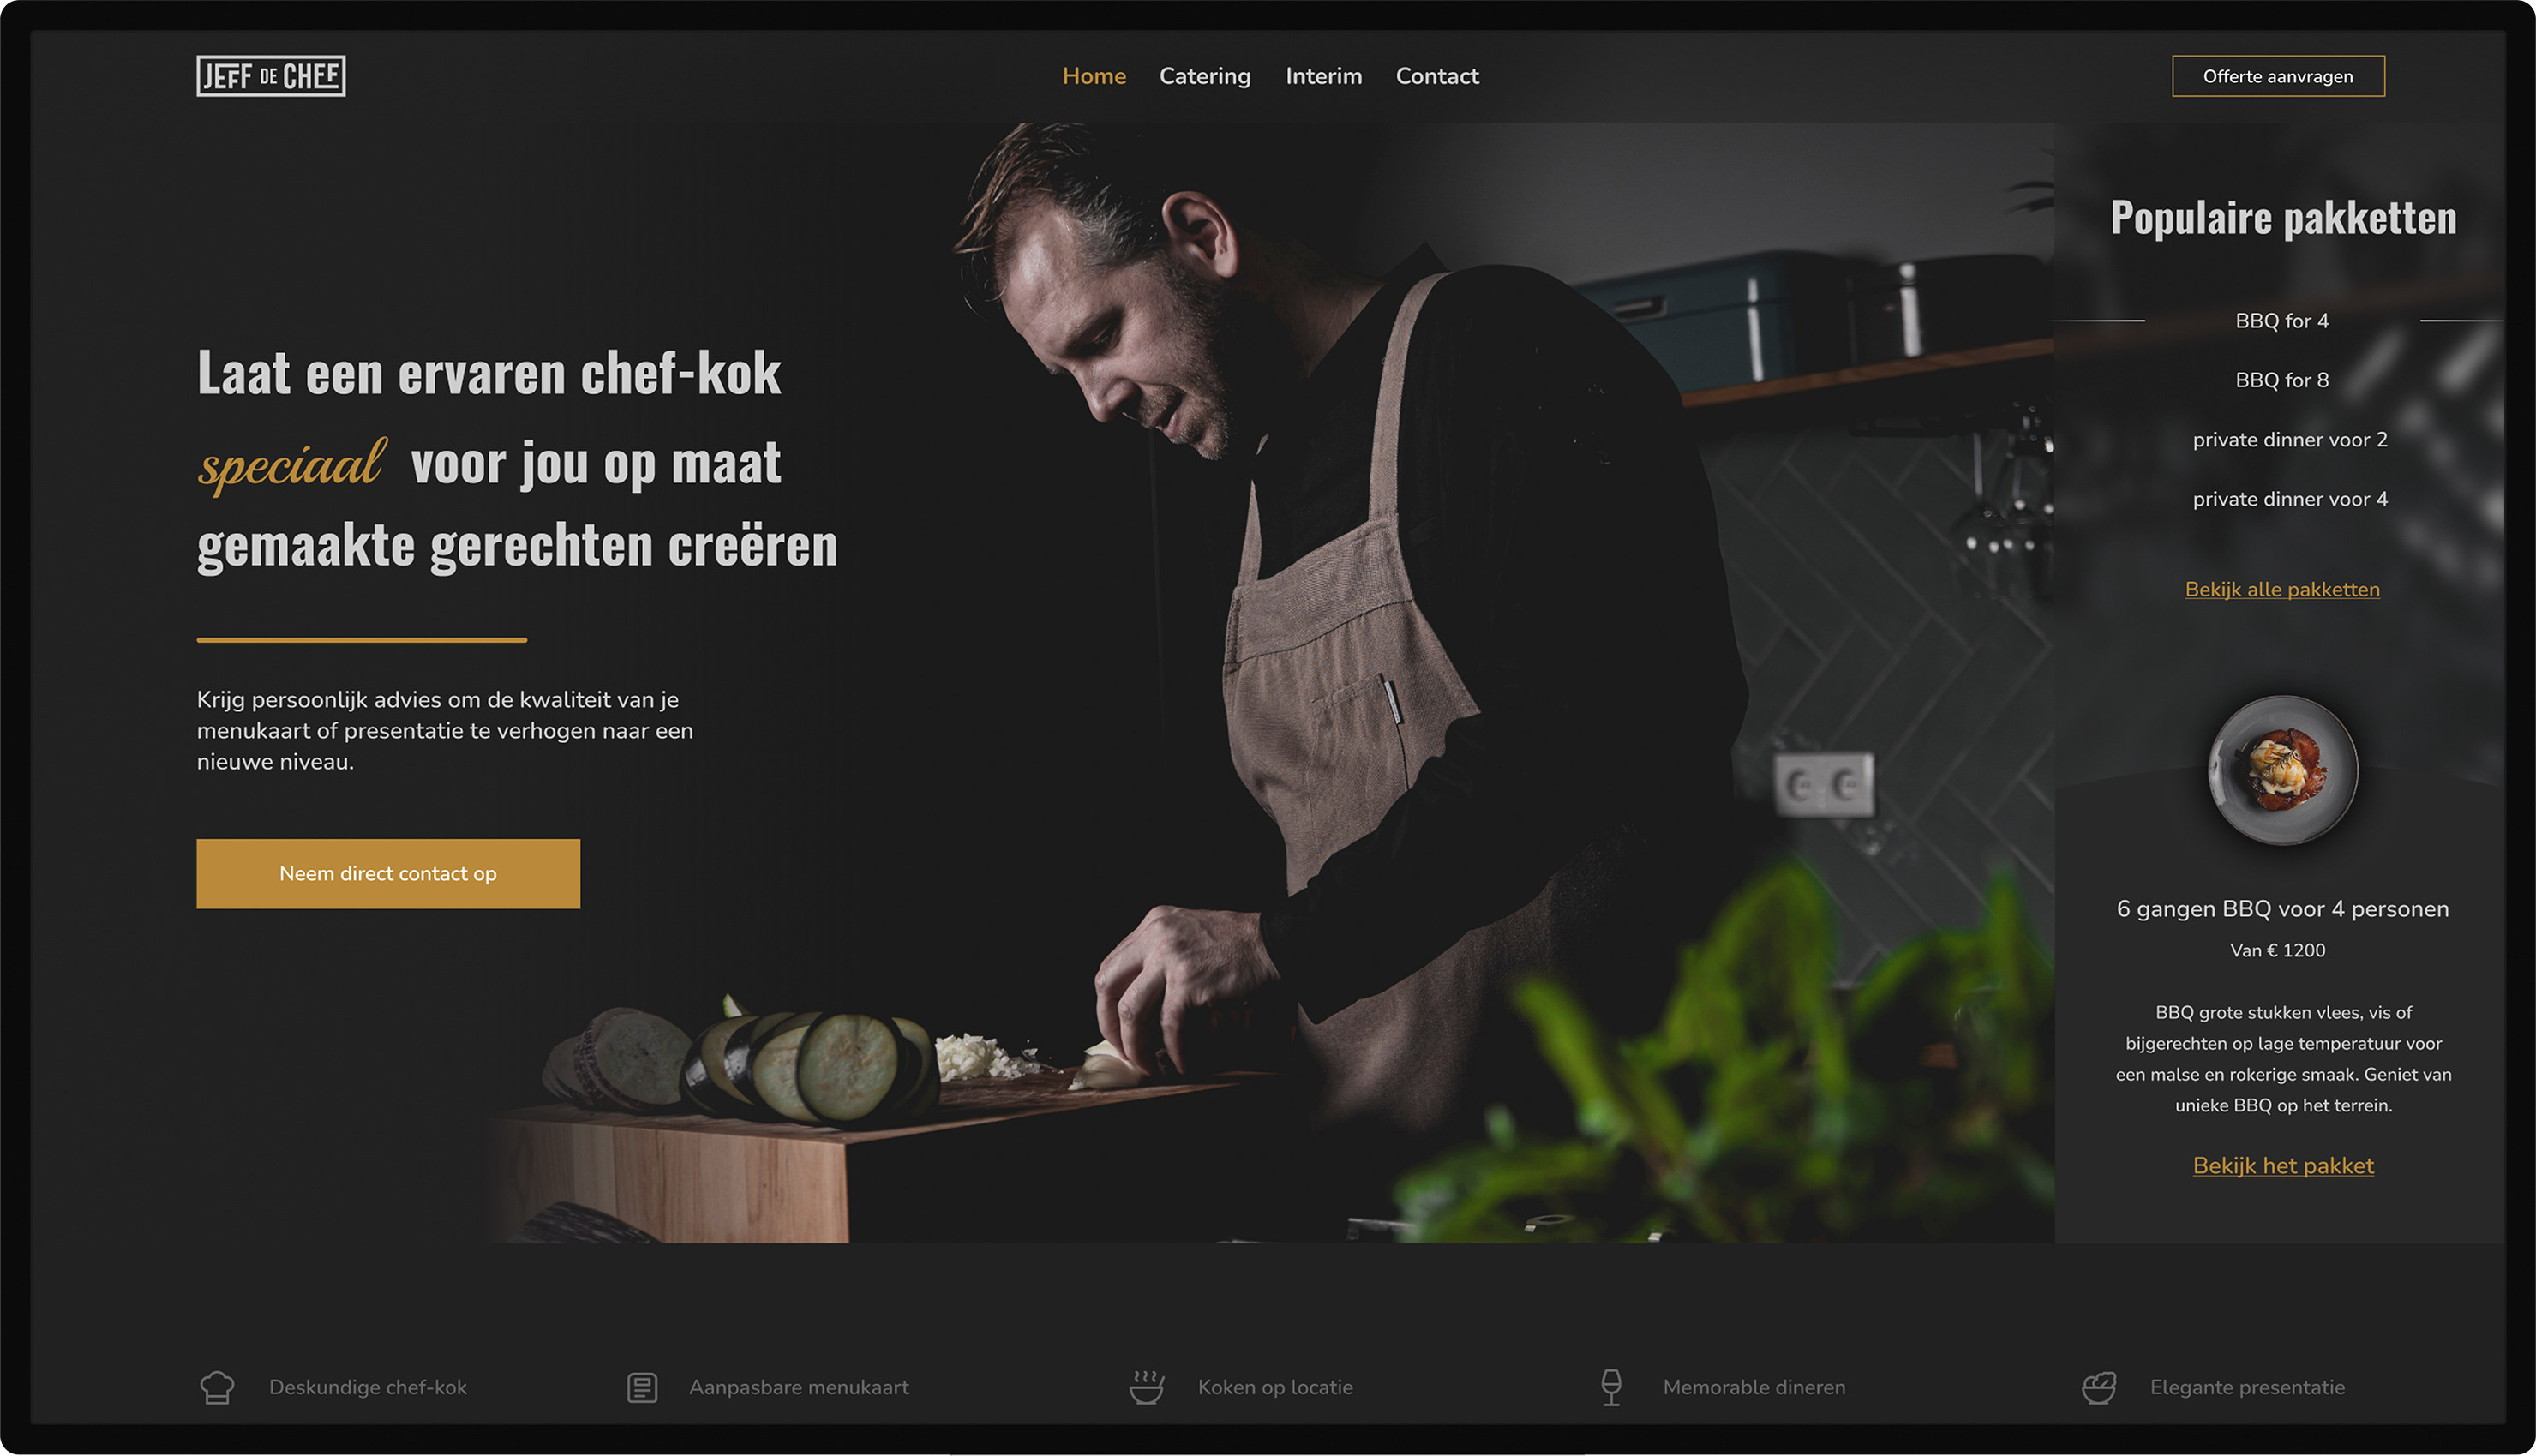 JEFF DE CHEF
Home
Catering
Interim
Contact
Offerte aanvragen
Laat een ervaren chef-kok
speciaal voor jou op maat
gemaakte gerechten creëren
Krijg persoonlijk advies om de kwaliteit van je
menukaart of presentatie te verhogen naar een
nieuwe niveau.
Neem direct contact op
Populaire pakketten
BBQ for 4
BBQ for 8
private dinner voor 2
private dinner voor 4
Bekijk alle pakketten
6 gangen BBQ voor 4 personen
Van € 1200
BBQ grote stukken vlees, vis of
bijgerechten op lage temperatuur voor
een malse en rokerige smaak. Geniet van
unieke BBQ op het terrein.
Bekijk het pakket
Deskundige chef-kok
Aanpasbare menukaart
Koken op locatie
Memorable dineren
Elegante presentatie